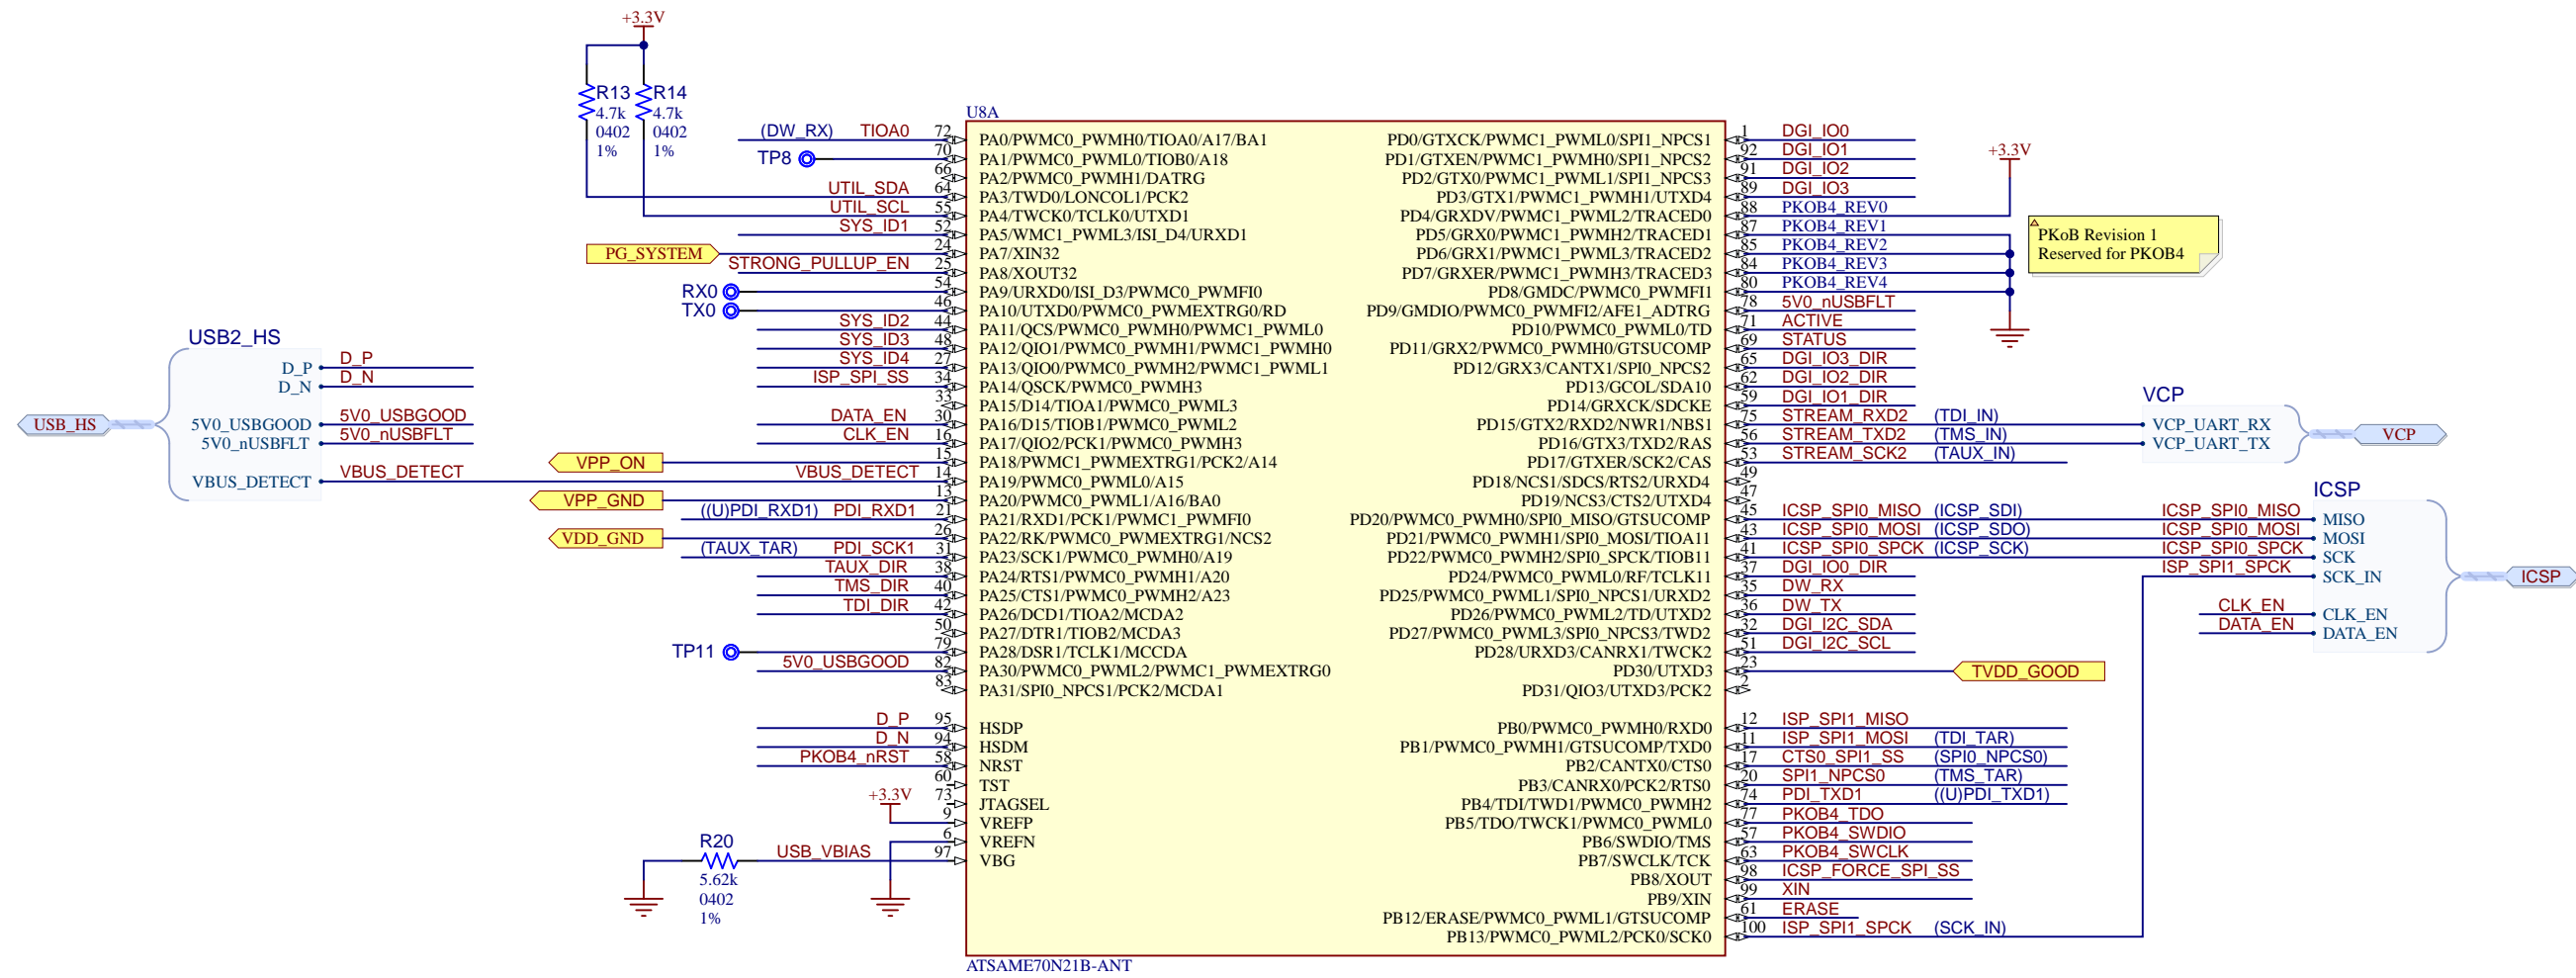 +3.3V
R13
4.7k
0402
1%
R14
4.7k
0402
1%
U8A
(DW_RX) TIOA0 72 PA0/PWMC0_PWMH0/TIOA0/A17/BA1
TP8 70 PA1/PWMC0_PWML0/TIOB0/A18
66 PA2/PWMC0_PWMH1/DATRG
UTIL_SDA 64 PA3/TWD0/LONCOL1/PCK2
UTIL_SCL 55 PA4/TWCK0/TCLK0/UTXD1
SYS_ID1 52 PA5/WMC1_PWML3/ISI_D4/URXD1
PG_SYSTEM 24 PA7/XIN32
STRONG_PULLUP_EN 25 PA8/XOUT32
RX0 54 PA9/URXD0/ISI_D3/PWMC0_PWMFI0
TX0 46 PA10/UTXD0/PWMC0_PWMEXTRG0/RD
SYS_ID2 44 PA11/QCS/PWMC0_PWMH0/PWMC1_PWML0
SYS_ID3 48 PA12/QIO1/PWMC0_PWMH1/PWMC1_PWMH0
SYS_ID4 27 PA13/QIO0/PWMC0_PWMH2/PWMC1_PWML1
ISP_SPI_SS 34 PA14/QSCK/PWMC0_PWMH3
33 PA15/D14/TIOA1/PWMC0_PWML3
DATA_EN 30 PA16/D15/TIOB1/PWMC0_PWML2
CLK_EN 16 PA17/QIO2/PCK1/PWMC0_PWMH3
VPP_ON 15 PA18/PWMC1_PWMEXTRG1/PCK2/A14
VBUS_DETECT 14 PA19/PWMC0_PWML0/A15
VPP_GND 13 PA20/PWMC0_PWML1/A16/BA0
((U)PDI_RXD1) PDI_RXD1 21 PA21/RXD1/PCK1/PWMC1_PWMFI0
VDD_GND 26 PA22/RK/PWMC0_PWMEXTRG1/NCS2
(TAUX_TAR) PDI_SCK1 31 PA23/SCK1/PWMC0_PWMH0/A19
TAUX_DIR 38 PA24/RTS1/PWMC0_PWMH1/A20
TMS_DIR 40 PA25/CTS1/PWMC0_PWMH2/A23
TDI_DIR 42 PA26/DCD1/TIOA2/MCDA2
50 PA27/DTR1/TIOB2/MCDA3
TP11 79 PA28/DSR1/TCLK1/MCCDA
5V0_USBGOOD 82 PA30/PWMC0_PWML2/PWMC1_PWMEXTRG0
83 PA31/SPI0_NPCS1/PCK2/MCDA1
D_P 95 HSDP
D_N 94 HSDM
PKOB4_nRST 58 NRST
60 TST
73 JTAGSEL
+3.3V
9 VREFP
6 VREFN
USB_VBIAS 97 VBG
R20
5.62k
0402
1%
USB2_HS
D_P D_P
D_N D_N
5V0_USBGOOD 5V0_USBGOOD
5V0_nUSBFLT 5V0_nUSBFLT
VBUS_DETECT VBUS_DETECT
USB_HS
PD0/GTXCK/PWMC1_PWML0/SPI1_NPCS1 1 DGI_IO0
PD1/GTXEN/PWMC1_PWMH0/SPI1_NPCS2 92 DGI_IO1
PD2/GTX0/PWMC1_PWML1/SPI1_NPCS3 91 DGI_IO2
PD3/GTX1/PWMC1_PWMH1/UTXD4 89 DGI_IO3
PD4/GRXDV/PWMC1_PWML2/TRACED0 88 PKOB4_REV0
PD5/GRX0/PWMC1_PWMH2/TRACED1 87 PKOB4_REV1
PD6/GRX1/PWMC1_PWML3/TRACED2 85 PKOB4_REV2
PD7/GRXER/PWMC1_PWMH3/TRACED3 84 PKOB4_REV3
PD8/GMDC/PWMC0_PWMFI1 80 PKOB4_REV4
PD9/GMDIO/PWMC0_PWMFI2/AFE1_ADTRG 78 5V0_nUSBFLT
PD10/PWMC0_PWML0/TD 71 ACTIVE
PD11/GRX2/PWMC0_PWMH0/GTSUCOMP 69 STATUS
PD12/GRX3/CANTX1/SPI0_NPCS2 65 DGI_IO3_DIR
PD13/GCOL/SDA10 62 DGI_IO2_DIR
PD14/GRXCK/SDCKE 59 DGI_IO1_DIR
PD15/GTX2/RXD2/NWR1/NBS1 75 STREAM_RXD2 (TDI_IN)
PD16/GTX3/TXD2/RAS 56 STREAM_TXD2 (TMS_IN)
PD17/GTXER/SCK2/CAS 53 STREAM_SCK2 (TAUX_IN)
PD18/NCS1/SDCS/RTS2/URXD4 49
PD19/NCS3/CTS2/UTXD4 47
PD20/PWMC0_PWMH0/SPI0_MISO/GTSUCOMP 45 ICSP_SPI0_MISO (ICSP_SDI) ICSP_SPI0_MISO
PD21/PWMC0_PWMH1/SPI0_MOSI/TIOA11 43 ICSP_SPI0_MOSI (ICSP_SDO) ICSP_SPI0_MOSI
PD22/PWMC0_PWMH2/SPI0_SPCK/TIOB11 41 ICSP_SPI0_SPCK (ICSP_SCK) ICSP_SPI0_SPCK
PD24/PWMC0_PWML0/RF/TCLK11 37 DGI_IO0_DIR ISP_SPI1_SPCK
PD25/PWMC0_PWML1/SPI0_NPCS1/URXD2 35 DW_RX
PD26/PWMC0_PWML2/TD/UTXD2 36 DW_TX
PD27/PWMC0_PWML3/SPI0_NPCS3/TWD2 32 DGI_I2C_SDA
PD28/URXD3/CANRX1/TWCK2 51 DGI_I2C_SCL
PD30/UTXD3 23 TVDD_GOOD
PD31/QIO3/UTXD3/PCK2 2
PB0/PWMC0_PWMH0/RXD0 12 ISP_SPI1_MISO
PB1/PWMC0_PWMH1/GTSUCOMP/TXD0 11 ISP_SPI1_MOSI (TDI_TAR)
PB2/CANTX0/CTS0 17 CTS0_SPI1_SS (SPI0_NPCS0)
PB3/CANRX0/PCK2/RTS0 20 SPI1_NPCS0 (TMS_TAR)
PB4/TDI/TWD1/PWMC0_PWMH2 74 PDI_TXD1 ((U)PDI_TXD1)
PB5/TDO/TWCK1/PWMC0_PWML0 77 PKOB4_TDO
PB6/SWDIO/TMS 57 PKOB4_SWDIO
PB7/SWCLK/TCK 63 PKOB4_SWCLK
PB8/XOUT 98 ICSP_FORCE_SPI_SS
PB9/XIN 99 XIN
PB12/ERASE/PWMC0_PWML1/GTSUCOMP 61 ERASE
PB13/PWMC0_PWML2/PCK0/SCK0 100 ISP_SPI1_SPCK (SCK_IN)
ATSAME70N21B-ANT
+3.3V
PKoB Revision 1
Reserved for PKOB4
VCP
VCP_UART_RX
VCP_UART_TX
VCP
ICSP
MISO
MOSI
SCK
SCK_IN
CLK_EN CLK_EN
DATA_EN DATA_EN
ICSP